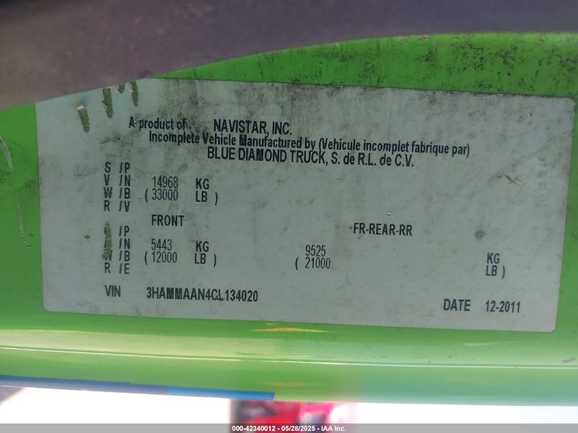 A product of NAVISTAR, INC.
Incomplete Vehicle Manufactured by (Vehicule incomplet fabrique par)
BLUE DIAMOND TRUCK, S. de R.L. de C.V.
S /P
V /N 14968 KG
W/B ( 33000 LB )
R /V
FRONT FR-REAR-RR
/P
/N 5443 KG 9525 KG
/B ( 12000 LB ) ( 21000 LB )
R /E
VIN 3HAMMAAN4CL134020 DATE 12-2011
000-42340012 - 05/28/2025 - IAA Inc.